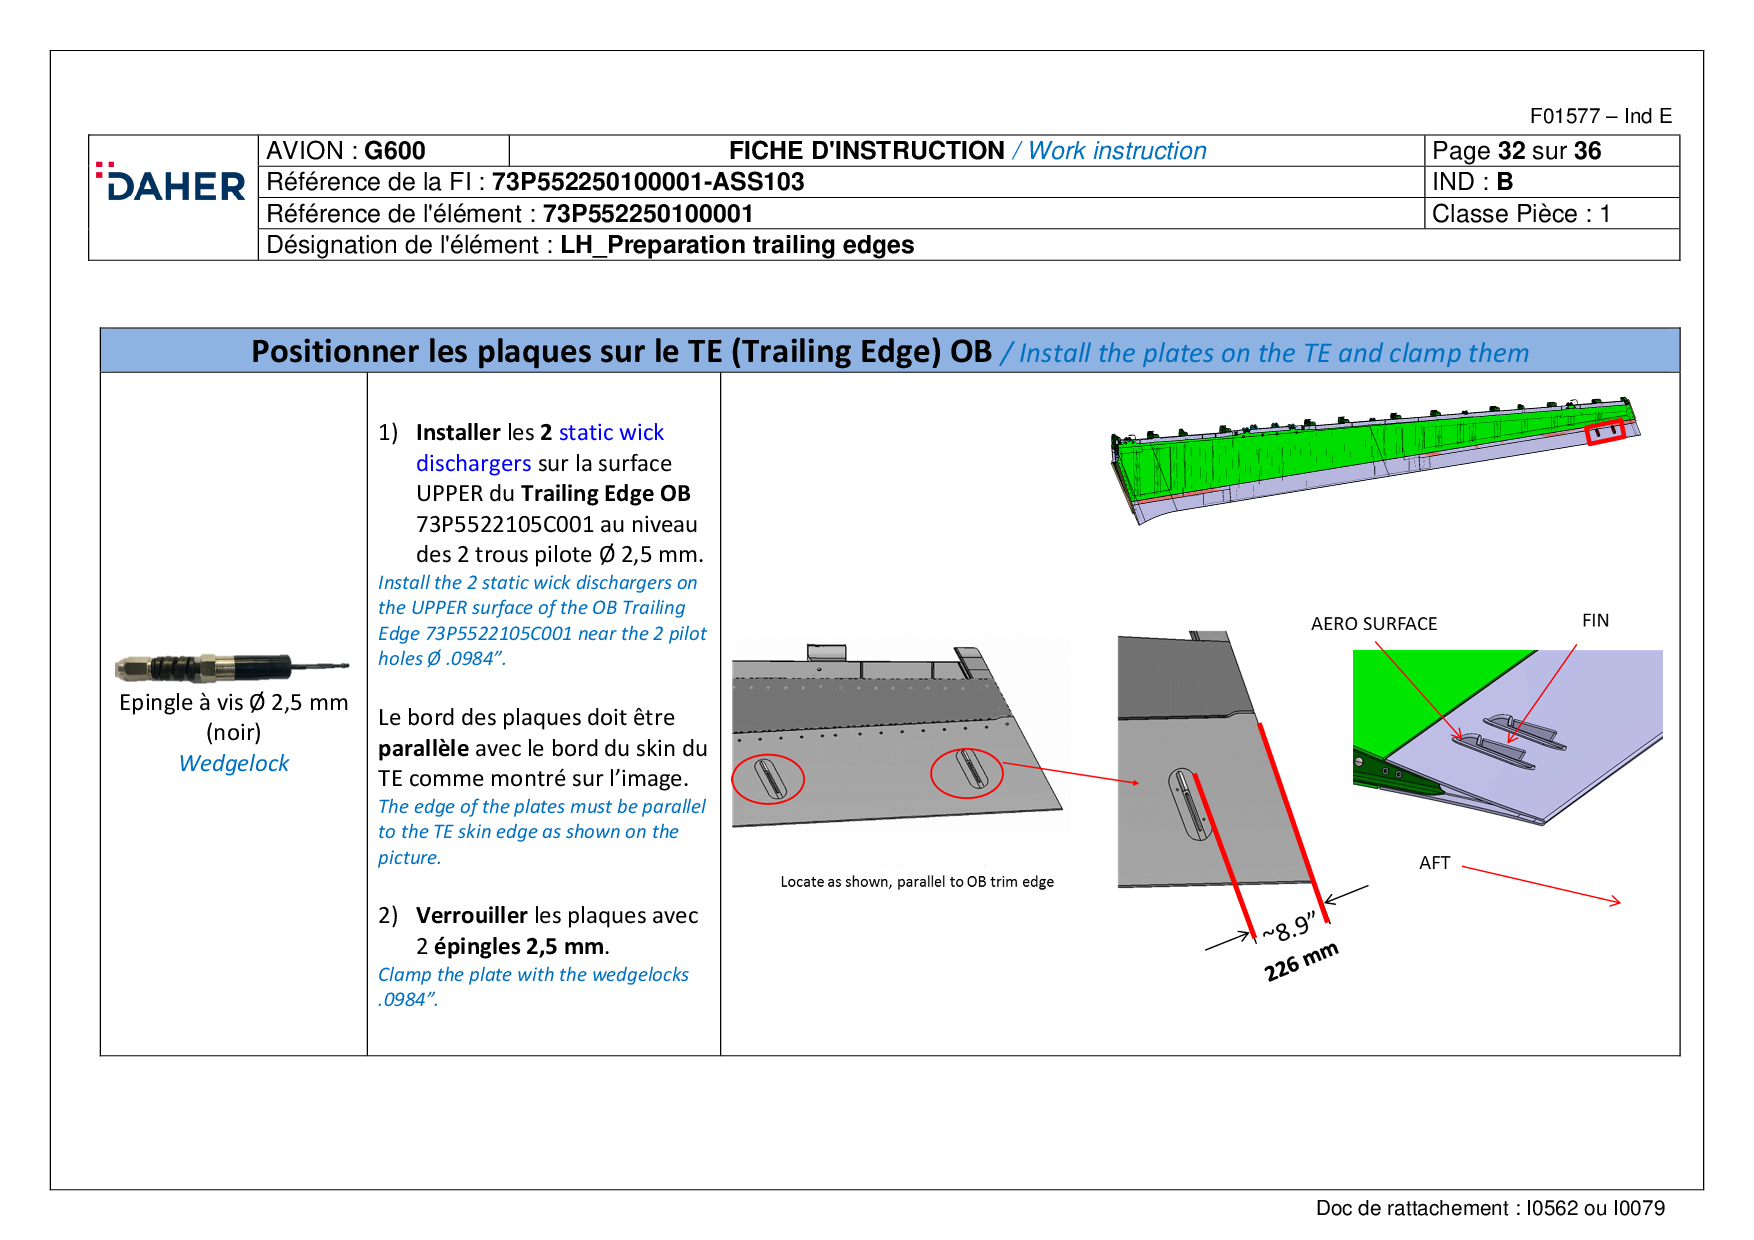 F01577 – Ind E
DAHER
AVION : G600
FICHE D'INSTRUCTION / Work instruction
Page 32 sur 36
Référence de la FI : 73P552250100001-ASS103
IND : B
Référence de l'élément : 73P552250100001
Classe Pièce : 1
Désignation de l'élément : LH_Preparation trailing edges
Positionner les plaques sur le TE (Trailing Edge) OB / Install the plates on the TE and clamp them
Epingle à vis Ø 2,5 mm
(noir)
Wedgelock
1) Installer les 2 static wick
dischargers sur la surface
UPPER du Trailing Edge OB
73P5522105C001 au niveau
des 2 trous pilote Ø 2,5 mm.
Install the 2 static wick dischargers on
the UPPER surface of the OB Trailing
Edge 73P5522105C001 near the 2 pilot
holes Ø .0984”.
Le bord des plaques doit être
parallèle avec le bord du skin du
TE comme montré sur l’image.
The edge of the plates must be parallel
to the TE skin edge as shown on the
picture.
2) Verrouiller les plaques avec
2 épingles 2,5 mm.
Clamp the plate with the wedgelocks
.0984”.
AERO SURFACE
FIN
AFT
Locate as shown, parallel to OB trim edge
~8.9”
226 mm
Doc de rattachement : I0562 ou I0079